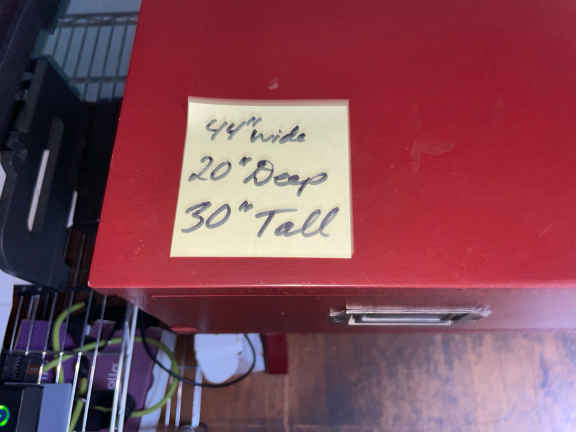 44" wide
20" Deep
30" Tall